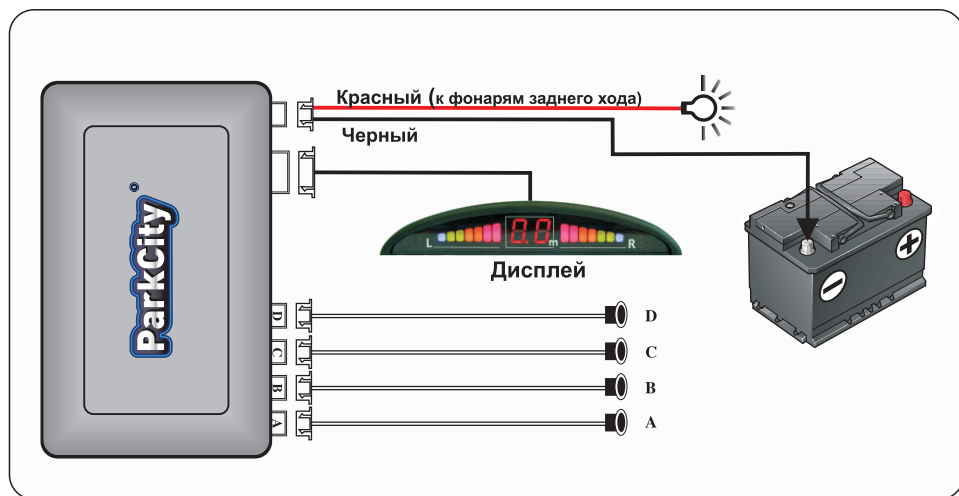 Красный (к фонарям заднего хода)
Черный
ParkCity
L 0.0 m R
Дисплей
D D
C C
B B
A A